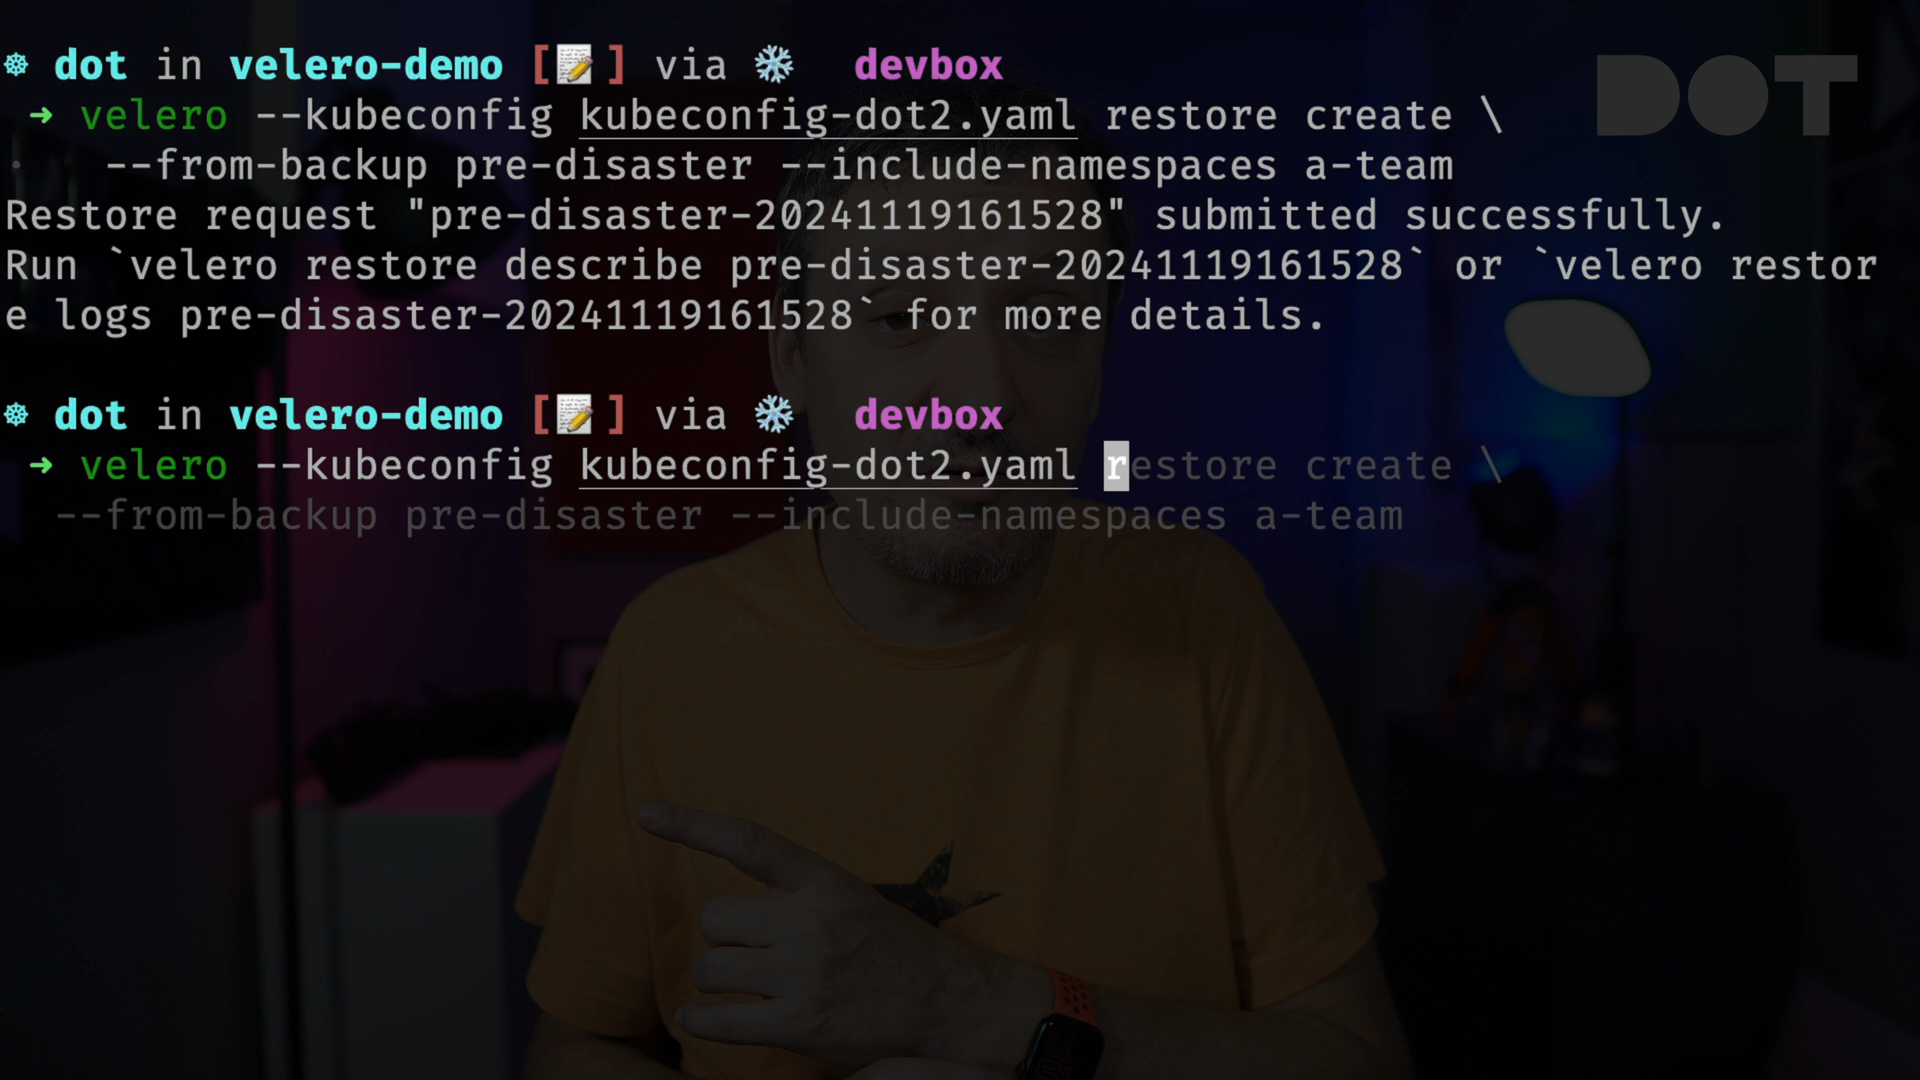 dot in velero-demo [📝 ] via ❄ devbox
➜ velero --kubeconfig kubeconfig-dot2.yaml restore create \
--from-backup pre-disaster --include-namespaces a-team
Restore request "pre-disaster-20241119161528" submitted successfully.
Run `velero restore describe pre-disaster-20241119161528` or `velero restor
e logs pre-disaster-20241119161528` for more details.
dot in velero-demo [📝 ] via ❄ devbox
➜ velero --kubeconfig kubeconfig-dot2.yaml restore create \
--from-backup pre-disaster --include-namespaces a-team
DOT